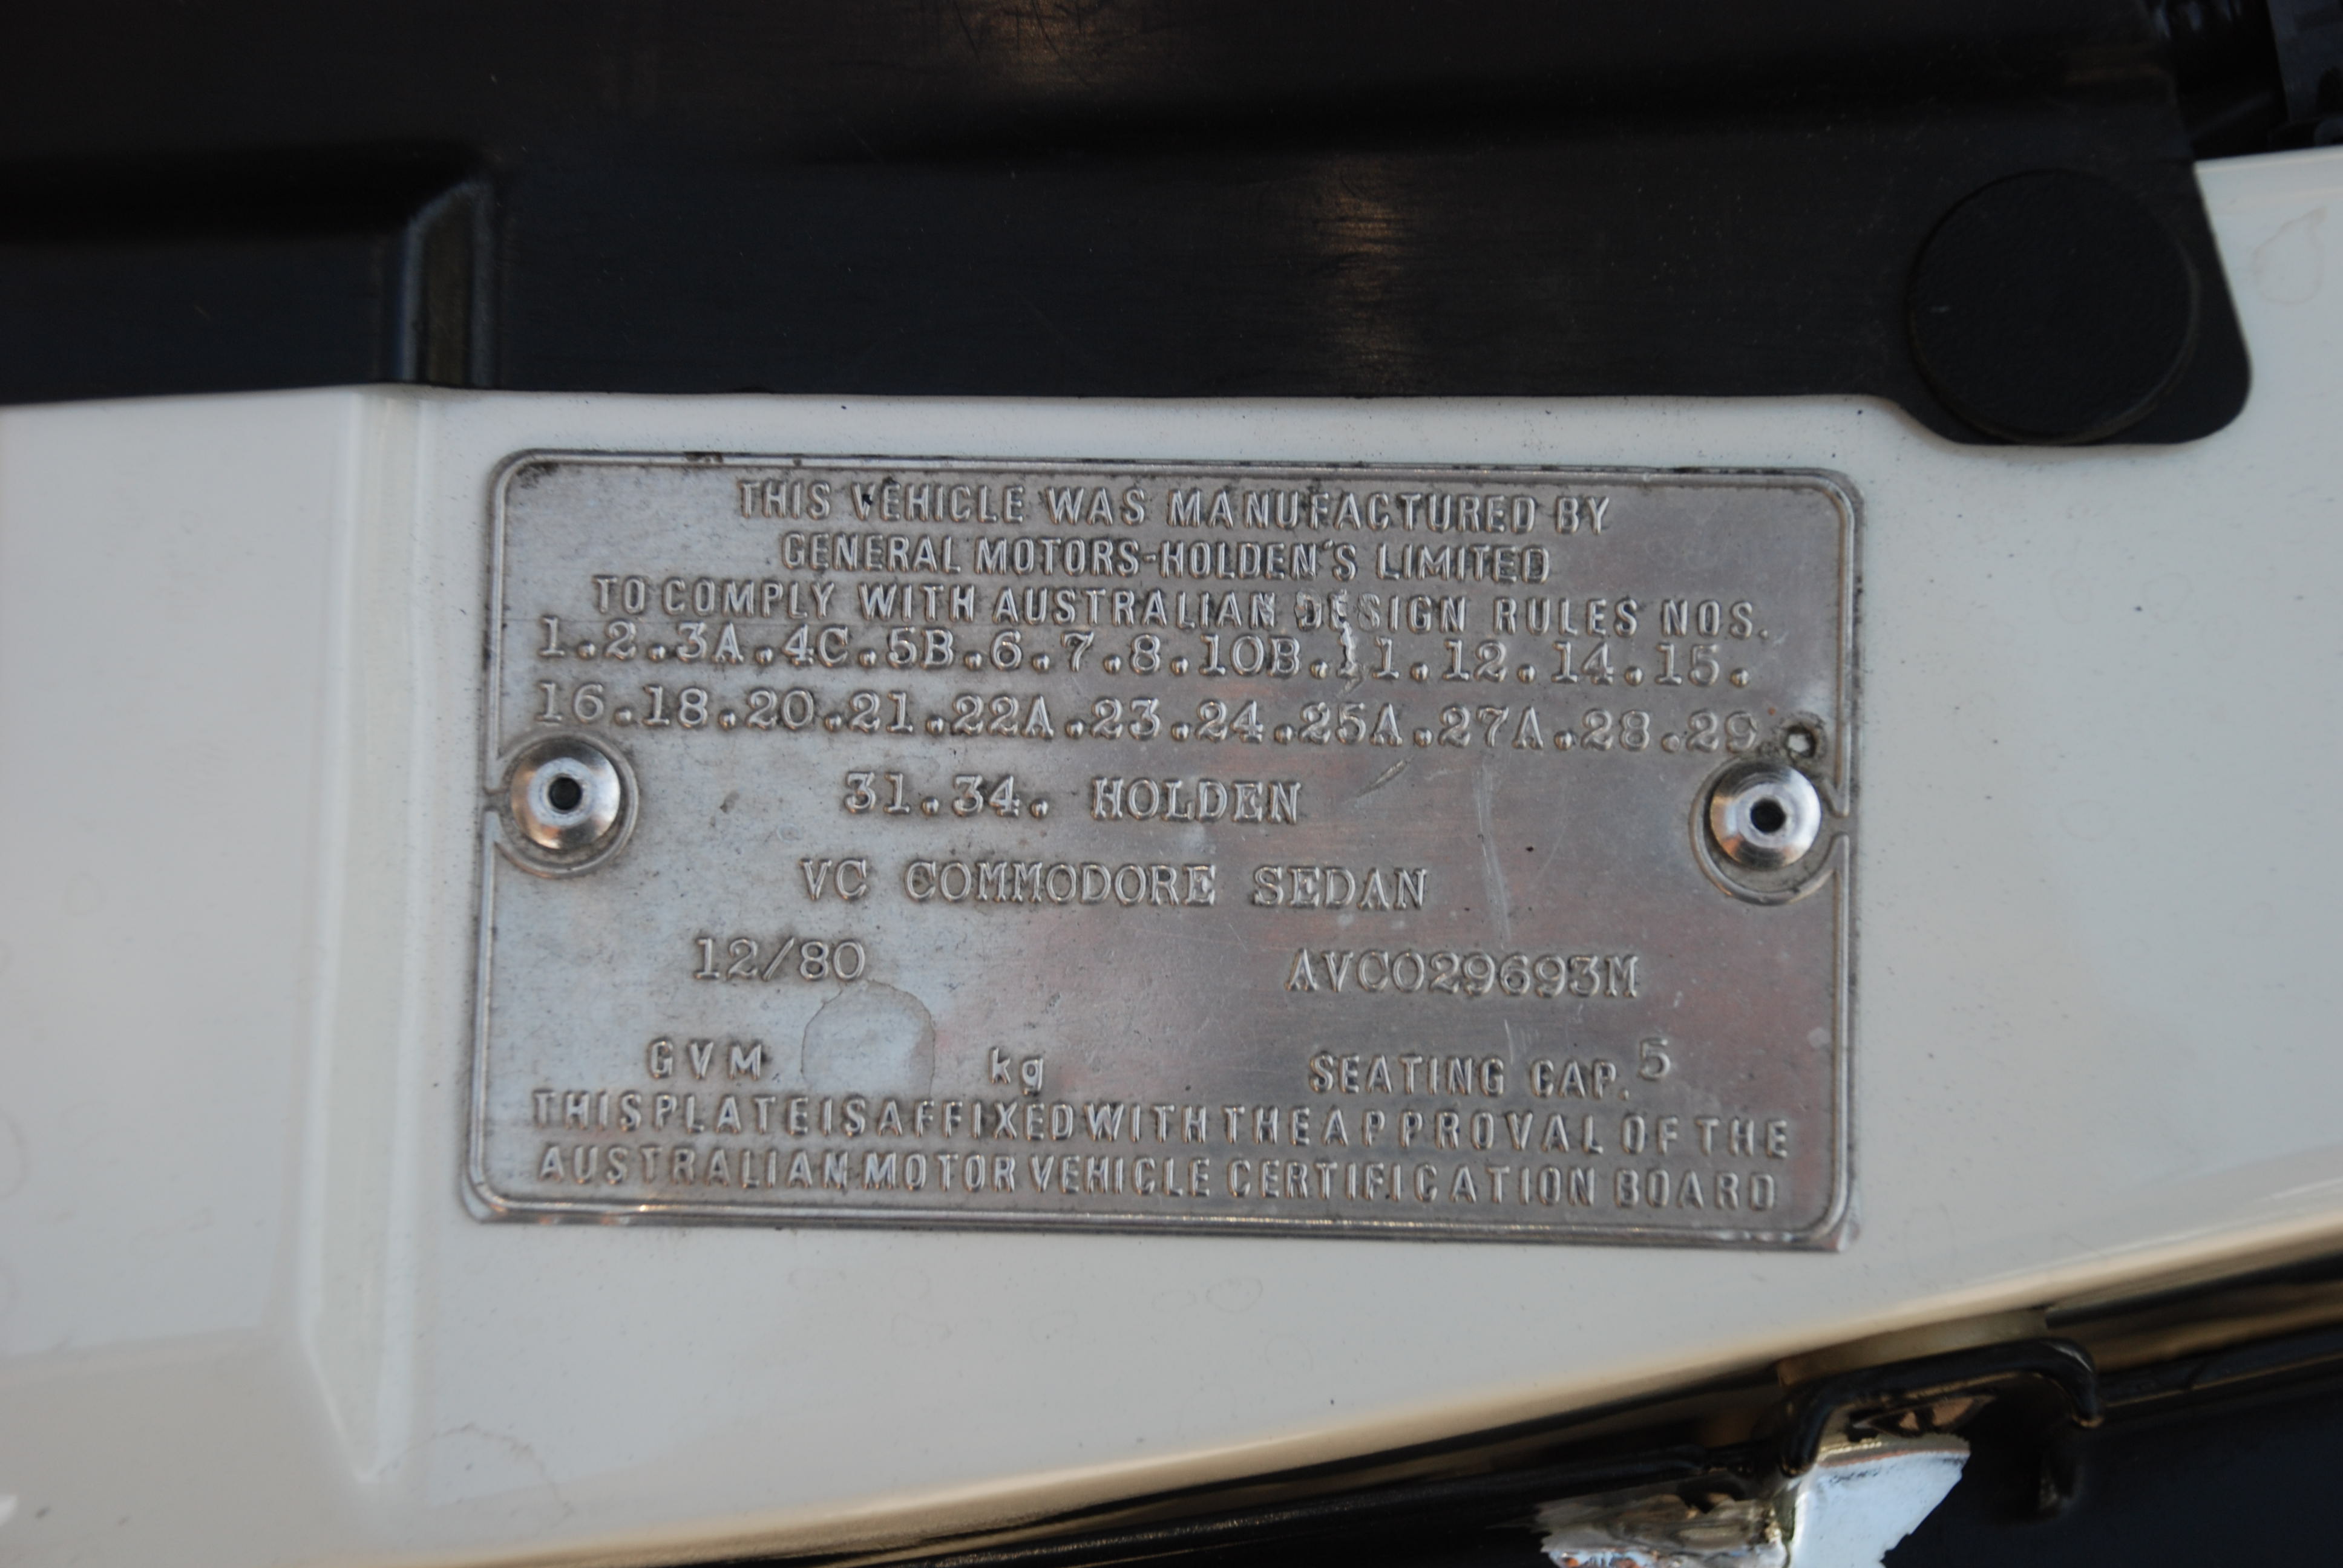 THIS VEHICLE WAS MANUFACTURED BY
GENERAL MOTORS-HOLDEN'S LIMITED
TO COMPLY WITH AUSTRALIAN DESIGN RULES NOS.
1.2.3A.4C.5B.6.7.8.10B.11.12.14.15.
16.18.20.21.22A.23.24.25A.27A.28.29.
31.34. HOLDEN
VC COMMODORE SEDAN
12/80 AVC029693M
GVM kg SEATING CAP. 5
THIS PLATE IS AFFIXED WITH THE APPROVAL OF THE
AUSTRALIAN MOTOR VEHICLE CERTIFICATION BOARD